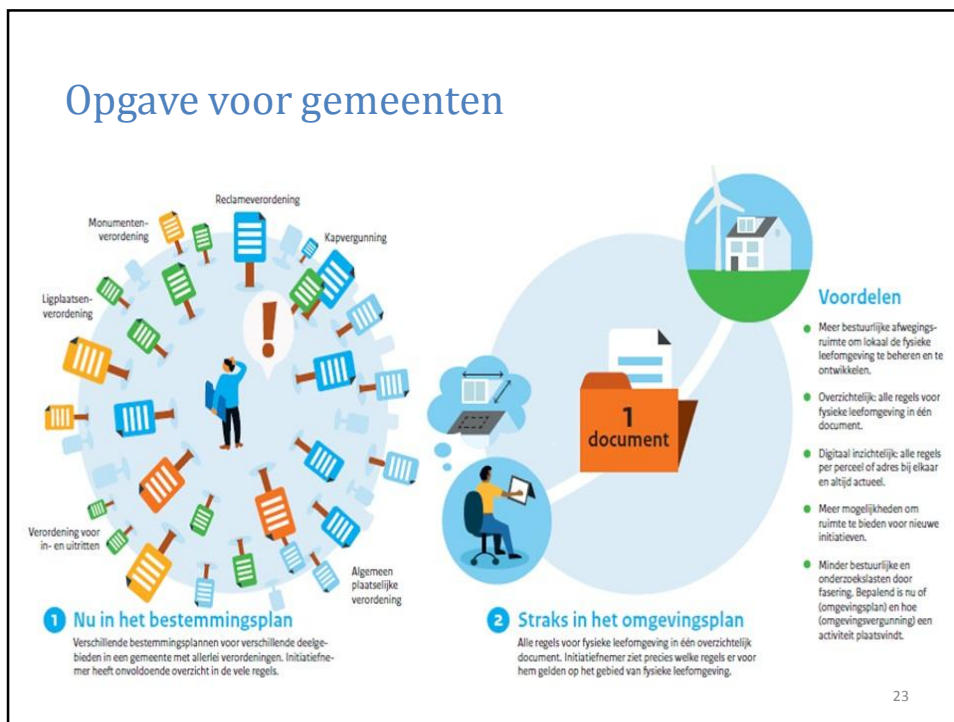 Opgave voor gemeenten
Reclameverordening
Monumenten-
verordening
Kapvergunning
Ligplaatsen-
verordening
Verordening voor
in- en uitritten
Algemeen
plaatselijke
verordening
1 Nu in het bestemmingsplan
Verschillende bestemmingsplannen voor verschillende deelge-
bieden in een gemeente met allerlei verordeningen. Initiatiefne-
mer heeft onvoldoende overzicht in de vele regels.
!
1
document
2 Straks in het omgevingsplan
Alle regels voor fysieke leefomgeving in één overzichtelijk
document. Initiatiefnemer ziet precies welke regels er voor
hem gelden op het gebied van fysieke leefomgeving.
Voordelen
Meer bestuurlijke afwegings-
ruimte om lokaal de fysieke
leefomgeving te beheren en te
ontwikkelen.
Overzichtelijk: alle regels voor
fysieke leefomgeving in één
document.
Digitaal inzichtelijk: alle regels
per perceel of adres bij elkaar
en altijd actueel.
Meer mogelijkheden om
ruimte te bieden voor nieuwe
initiatieven.
Minder bestuurlijke en
onderzoekslasten door
fasering. Bepalend is nu of
(omgevingsplan) en hoe
(omgevingsvergunning) een
activiteit plaatsvindt.
23